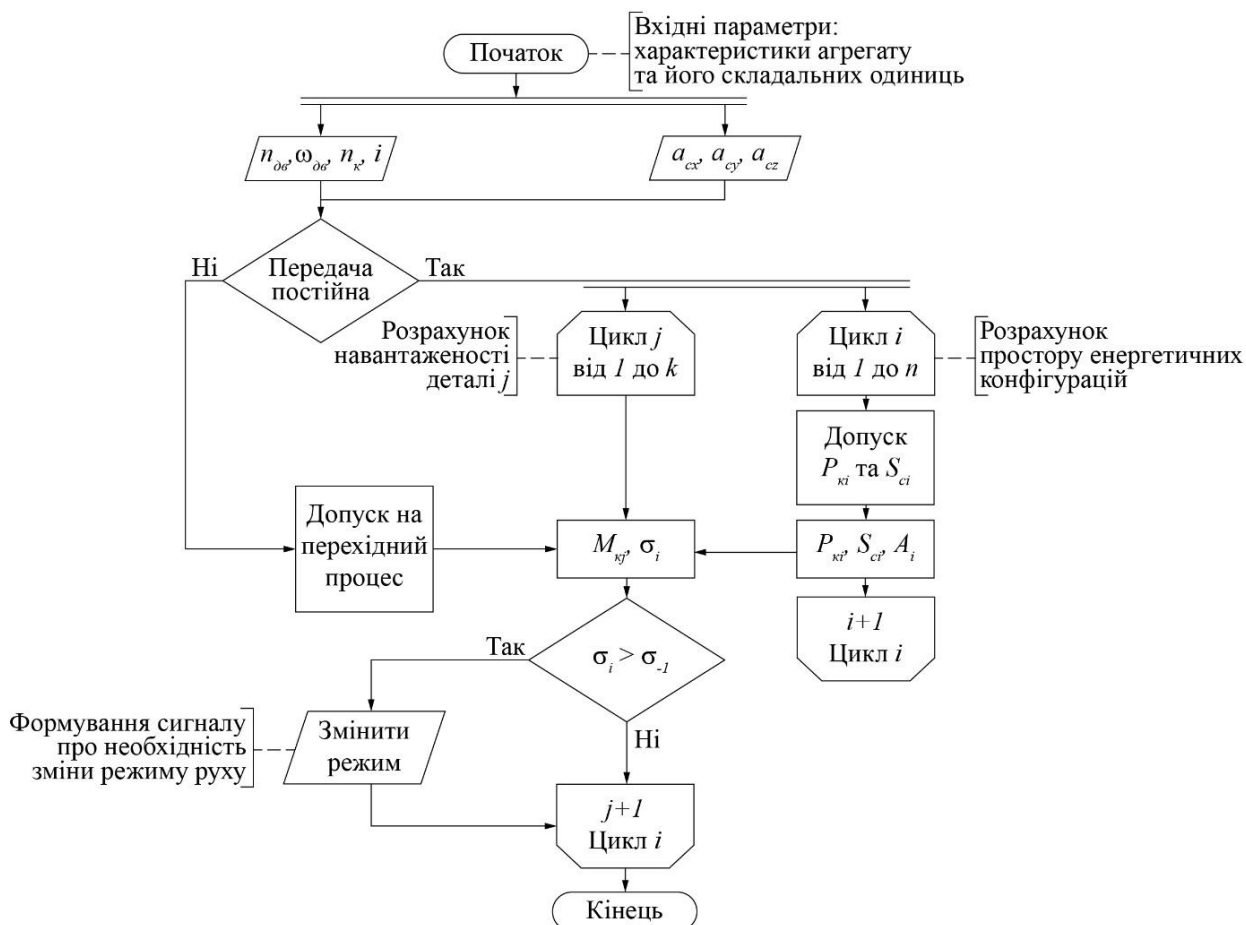 Початок
Вхідні параметри:
характеристики агрегату
та його складальних одиниць
n_дв, ω_дв, n_к, i
a_cx, a_cy, a_cz
Ні
Передача
постійна
Так
Розрахунок
навантаженості
деталі j
Цикл j
від 1 до k
Цикл i
від 1 до n
Розрахунок
простору енергетичних
конфігурацій
Допуск
P_кі та S_ci
Допуск на
перехідний
процес
M_кj, σ_i
P_кі, S_ci, A_i
i+1
Цикл i
Так
σ_i > σ_-1
Формування сигналу
про необхідність
зміни режиму руху
Змінити
режим
Ні
j+1
Цикл i
Кінець